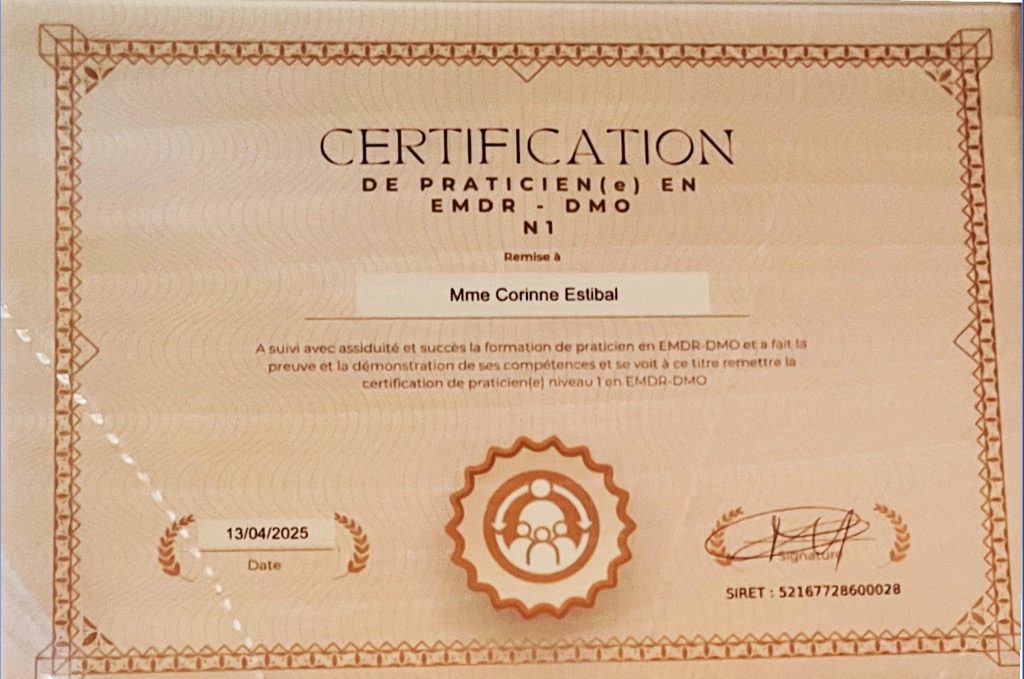 CERTIFICATION
DE PRATICIEN(e) EN
EMDR - DMO
N1
Remise à
Mme Corinne Estibal
A suivi avec assiduité et succès la formation de praticien en EMDR-DMO et a fait la
preuve et la démonstration de ses compétences et se voit à ce titre remettre la
certification de praticien(e) niveau 1 en EMDR-DMO
13/04/2025
Date
Signature
SIRET : 52167728600028